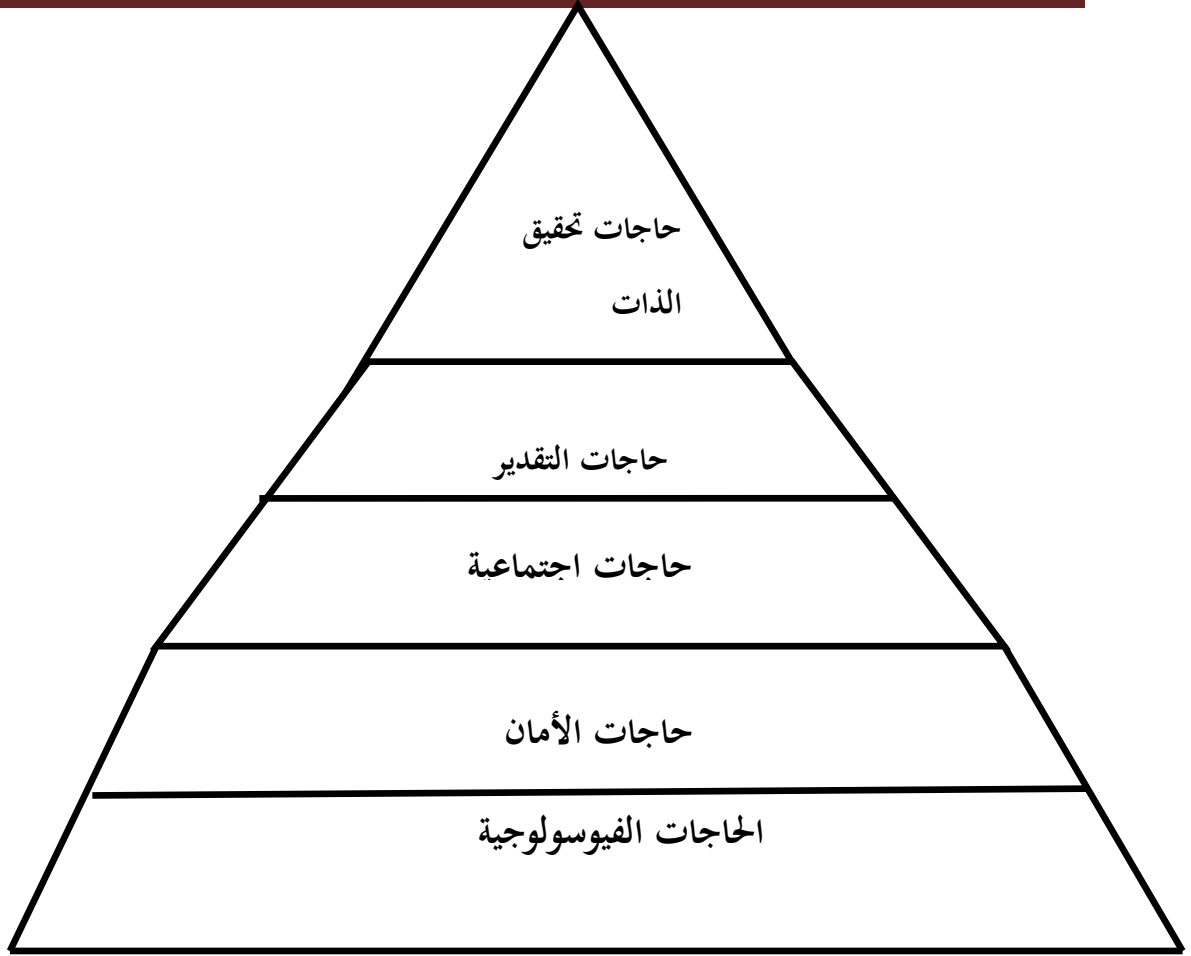 حاجات تحقيق
الذات
حاجات التقدير
حاجات اجتماعية
حاجات الأمان
الحاجات الفيوسولوجية